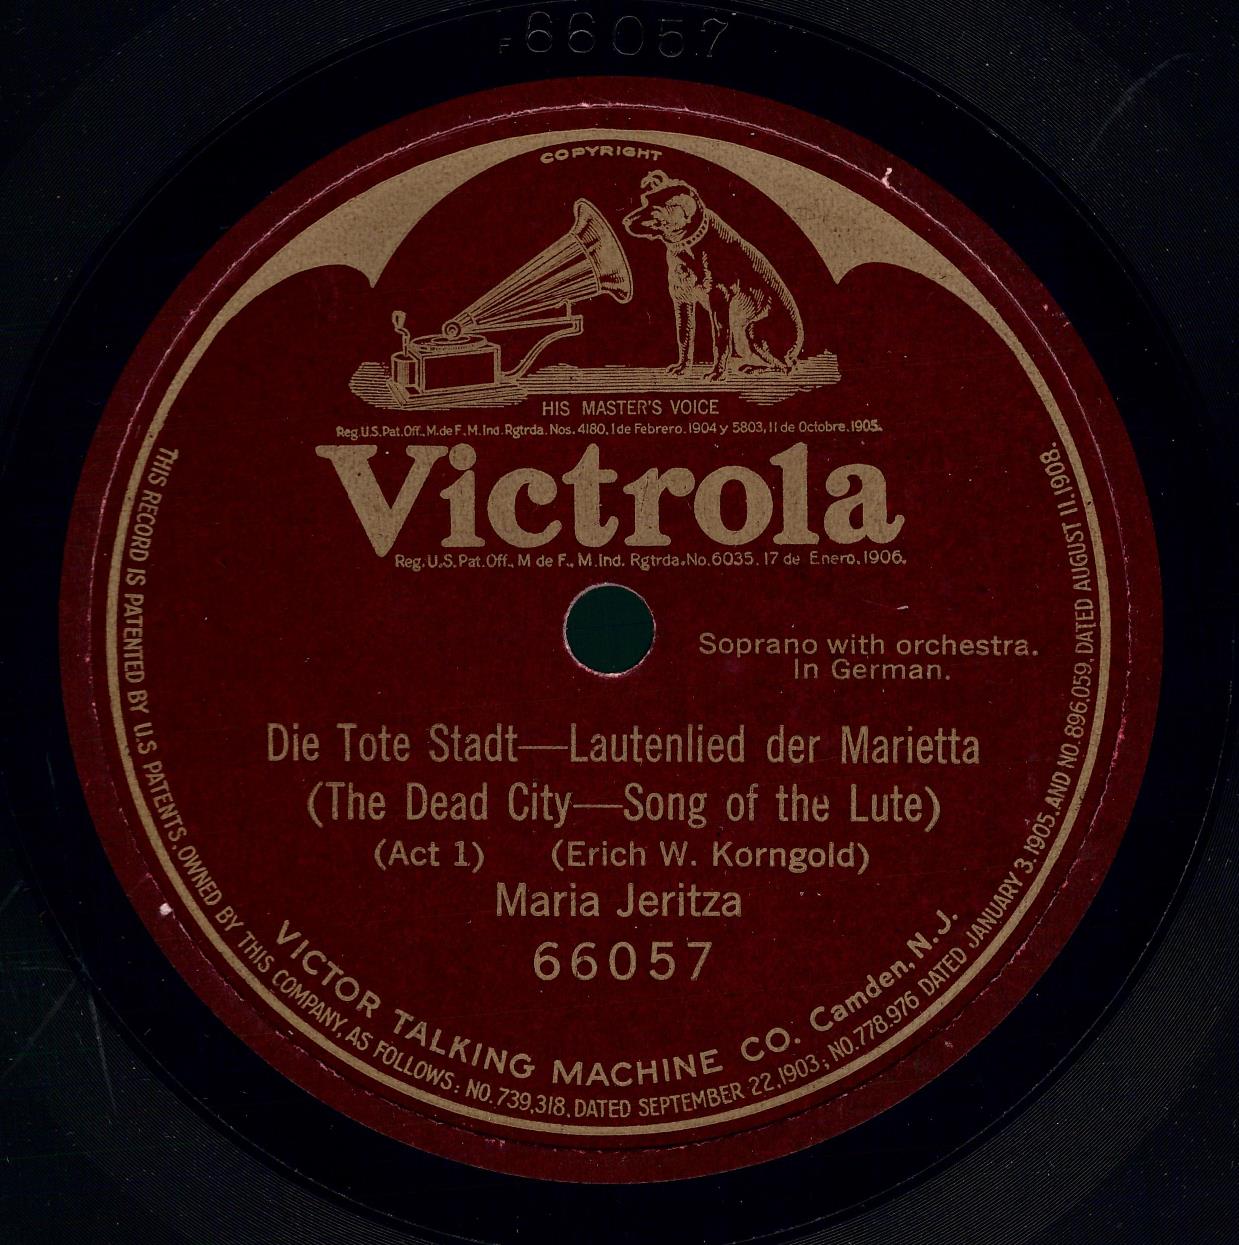 66057
COPYRIGHT
HIS MASTER'S VOICE
Reg.U.S.Pat.Off., M.de F., M.Ind. Rgtrda. Nos. 4180, 1 de Febrero. 1904 y 5803, 11 de Octobre. 1905.
Victrola
Reg. U.S. Pat. Off., M de F., M. Ind. Rgtrda. No. 6035, 17 de Enero, 1906.
Soprano with orchestra.
In German.
Die Tote Stadt—Lautenlied der Marietta
(The Dead City—Song of the Lute)
(Act 1) (Erich W. Korngold)
Maria Jeritza
66057
VICTOR TALKING MACHINE CO. Camden, N. J.
THIS RECORD IS PATENTED BY U.S PATENTS, OWNED BY THIS COMPANY, AS FOLLOWS: NO. 739,318, DATED SEPTEMBER 22, 1903; NO. 778,976 DATED JANUARY 3, 1905, AND NO. 896,059, DATED AUGUST 11, 1908.